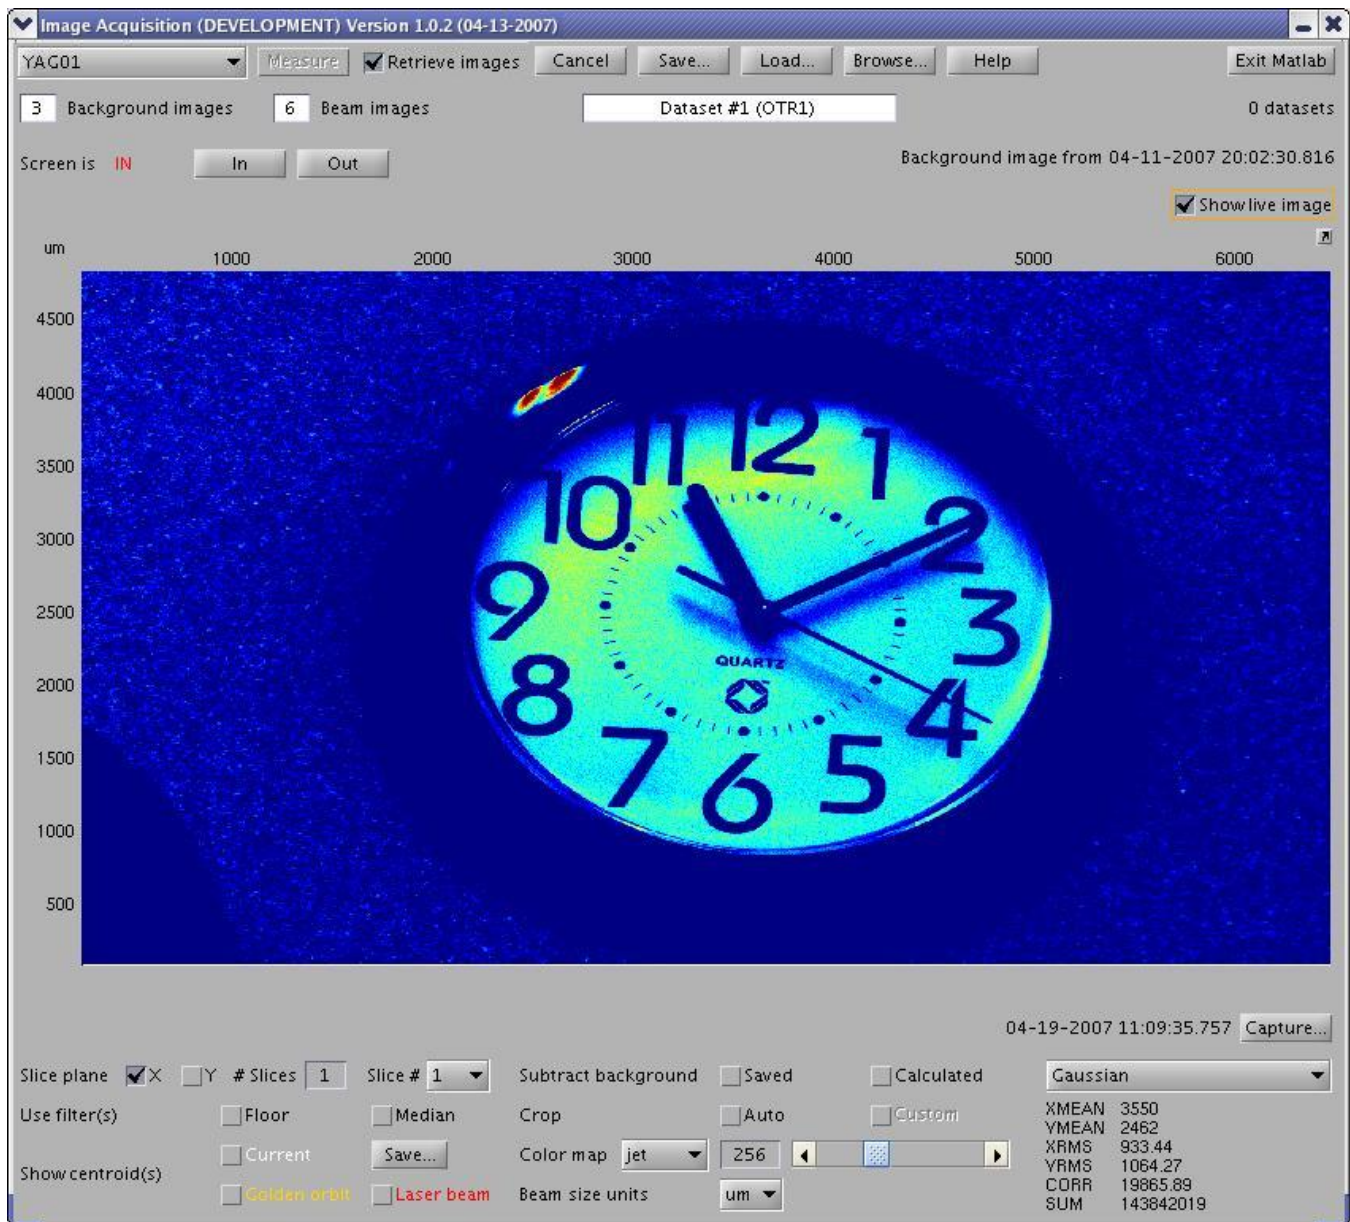 Image Acquisition (DEVELOPMENT) Version 1.0.2 (04-13-2007)
YAG01 Measure Retrieve images Cancel Save... Load... Browse... Help Exit Matlab
3 Background images 6 Beam images Dataset #1 (OTR1) 0 datasets
Screen is IN In Out Background image from 04-11-2007 20:02:30.816
Show live image
um
1000 2000 3000 4000 5000 6000
4500
4000
3500
3000
2500
2000
1500
1000
500
12
11 1
10 2
9 3
QUARTZ
8 4
7 5
6
04-19-2007 11:09:35.757 Capture...
Slice plane X Y # Slices 1 Slice # 1 Subtract background Saved Calculated Gaussian
Use filter(s) Floor Median Crop Auto Custom
Show centroid(s) Current Save... Color map jet 256
Golden orbit Laser beam Beam size units um
XMEAN 3550
YMEAN 2462
XRMS 933.44
YRMS 1064.27
CORR 19865.89
SUM 143842019